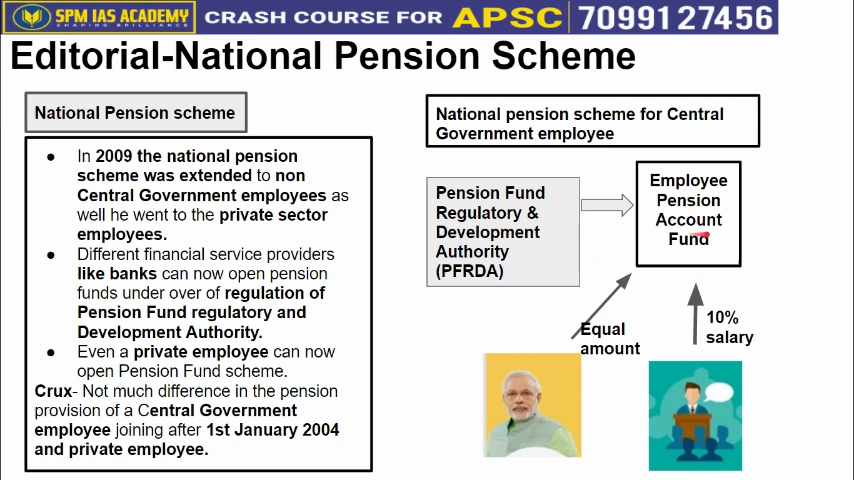 SPM IAS ACADEMY
SHAPING BRILLIANCE
CRASH COURSE FOR APSC 7099127456
Editorial-National Pension Scheme
National Pension scheme
● In 2009 the national pension
scheme was extended to non
Central Government employees as
well he went to the private sector
employees.
● Different financial service providers
like banks can now open pension
funds under over of regulation of
Pension Fund regulatory and
Development Authority.
● Even a private employee can now
open Pension Fund scheme.
Crux- Not much difference in the pension
provision of a Central Government
employee joining after 1st January 2004
and private employee.
National pension scheme for Central
Government employee
Pension Fund
Regulatory &
Development
Authority
(PFRDA)
Employee
Pension
Account
Fund
Equal
amount
10%
salary